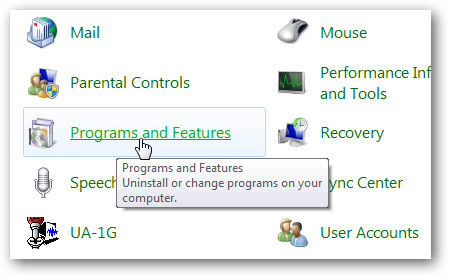 Mail
Mouse
Parental Controls
Performance Inf
and Tools
Programs and Features
Recovery
Programs and Features
Uninstall or change programs on your
computer.
Speech
ync Center
UA-1G
User Accounts